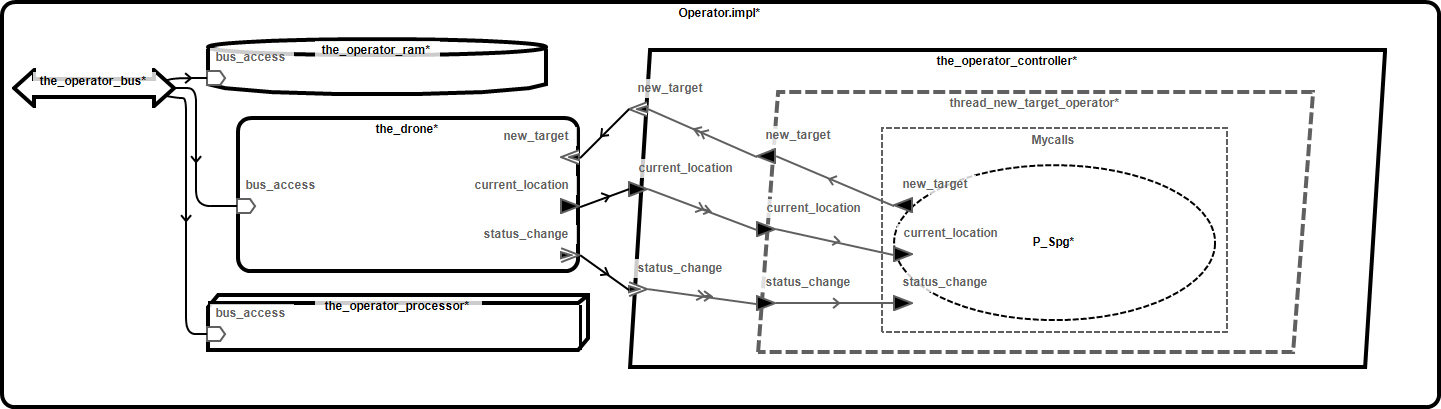 Operator.impl*
the_operator_ram*
bus_access
the_operator_bus*
the_drone*
new_target
bus_access
current_location
status_change
the_operator_processor*
bus_access
the_operator_controller*
new_target
current_location
status_change
thread_new_target_operator*
new_target
current_location
status_change
Mycalls
new_target
current_location
P_Spg*
status_change